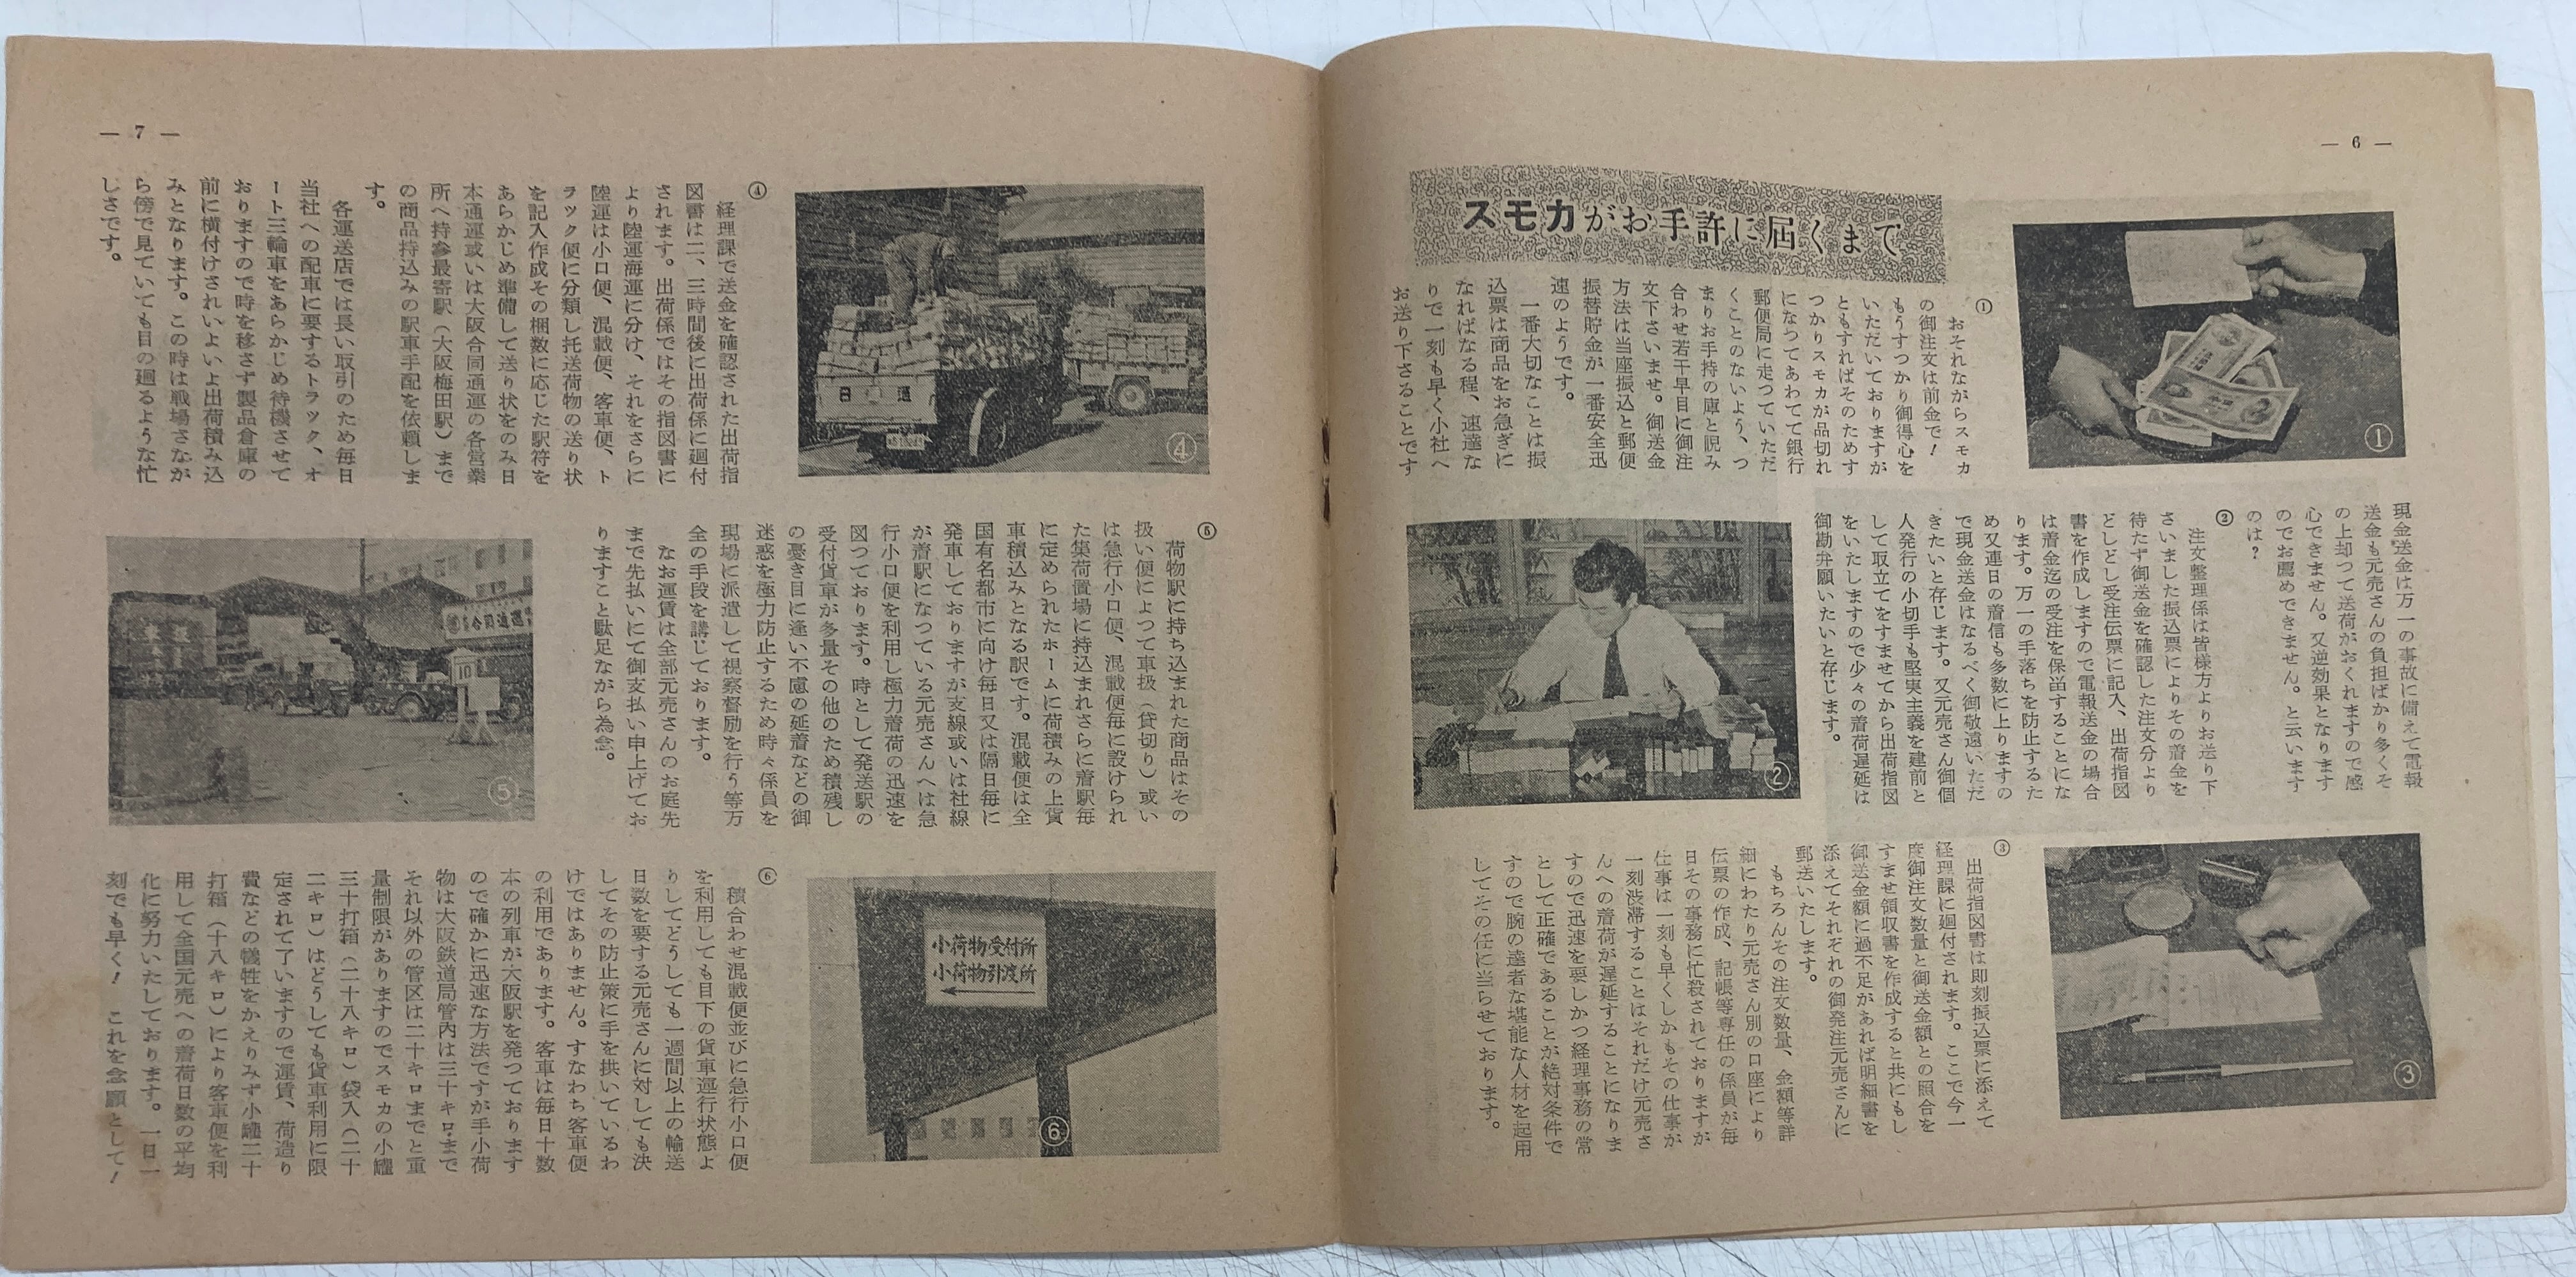 — 6 —
スモカがお手許に届くまで
①
おそれながらスモカ
の御注文は前金で！
もうすつかり御得心を
いただいておりますが
ともすればそのためす
つかりスモカが品切れ
になつてあわてて銀行
郵便局に走つていただ
くことのないよう、つ
まりお手持の庫と睨み
合わせ若干早目に御注
文下さいませ。御送金
方法は当座振込と郵便
振替貯金が一番安全迅
速のようです。
一番大切なことは振
込票は商品をお急ぎに
なればなる程、速達な
りで一刻も早く小社へ
お送り下さることです
①
現金送金は万一の事故に備えて電報
送金も元売さんの負担ばかり多くそ
の上却つて送荷がおくれますので感
心できません。又逆効果となります
のでお薦めできません。と云います
のは？
②
注文整理係は皆様方よりお送り下
さいました振込票によりその着金を
待たず御送金を確認した注文分より
どしどし受注伝票に記入、出荷指図
書を作成しますので電報送金の場合
は着金迄の受注を保留することにな
ります。万一の手落ちを防止するた
め又連日の着信も多数に上りますの
で現金送金はなるべく御敬遠いただ
きたいと存じます。又元売さん御個
人発行の小切手も堅実主義を建前と
して取立てをすませてから出荷指図
をいたしますので少々の着荷遅延は
御勘弁願いたいと存じます。
②
③
③
出荷指図書は即刻振込票に添えて
経理課に廻付されます。ここで今一
度御注文数量と御送金額との照合を
すませ領収書を作成すると共にもし
御送金額に過不足があれば明細書を
添えてそれぞれの御発注元売さんに
郵送いたします。
もちろんその注文数量、金額等詳
細にわたり元売さん別の口座により
伝票の作成、記帳等専任の係員が毎
日その事務に忙殺されておりますが
仕事は一刻も早くしかもその仕事が
一刻渋滞することはそれだけ元売さ
んへの着荷が遅延することになりま
すので迅速を要しかつ経理事務の常
として正確であることが絶対条件で
すので腕の達者な堪能な人材を起用
してその任に当らせております。
— 7 —
日通
④
④
経理課で送金を確認された出荷指
図書は二、三時間後に出荷係に廻付
されます。出荷係ではその指図書に
より陸運海運に分け、それをさらに
陸運は小口便、混載便、客車便、ト
ラック便に分類し托送荷物の送り状
を記入作成その梱数に応じた駅符を
あらかじめ準備して送り状をのみ日
本通運或いは大阪合同通運の各営業
所へ持参最寄駅（大阪梅田駅）まで
の商品持込みの駅車手配を依頼しま
す。
各運送店では長い取引のため毎日
当社への配車に要するトラック、オ
ート三輪車をあらかじめ待機させて
おりますので時を移さず製品倉庫の
前に横付けされいよいよ出荷積み込
みとなります。この時は戦場さなが
ら傍で見ていても目の廻るような忙
しさです。
⑤
荷物駅に持ち込まれた商品はその
扱い便によつて車扱（貸切り）或い
は急行小口便、混載便毎に設けられ
た集荷置場に持込まれさらに着駅毎
に定められたホームに荷積みの上貨
車積込みとなる訳です。混載便は全
国有名都市に向け毎日又は隔日毎に
発車しておりますが支線或いは社線
が着駅になつている元売さんへは急
行小口便を利用し極力着荷の迅速を
図つております。時として発送駅の
受付貨車が多量その他のため積残し
の憂き目に逢い不慮の延着などの御
迷惑を極力防止するため時々係員を
現場に派遣して視察督励を行う等万
全の手段を講じております。
なお運賃は全部元売さんのお庭先
まで先払いにて御支払い申上げてお
りますこと駄足ながら為念。
合同通運
⑤
小荷物受付所
小荷物引渡所
⑥
⑥
積合わせ混載便並びに急行小口便
を利用しても目下の貨車運行状態よ
りしてどうしても一週間以上の輸送
日数を要する元売さんに対しても決
してその防止策に手を拱いているわ
けではありません。すなわち客車便
の利用であります。客車は毎日十数
本の列車が大阪駅を発つております
ので確かに迅速な方法ですが手小荷
物は大阪鉄道局管内は三十キロまで
それ以外の管区は二十キロまでと重
量制限がありますのでスモカの小罐
三十打箱（二十八キロ）袋入（二十
二キロ）はどうしても貨車利用に限
定されて了いますので運賃、荷造り
費などの犠牲をかえりみず小罐二十
打箱（十八キロ）により客車便を利
用して全国元売への着荷日数の平均
化に努力いたしております。一日一
刻でも早く！これを念願として！